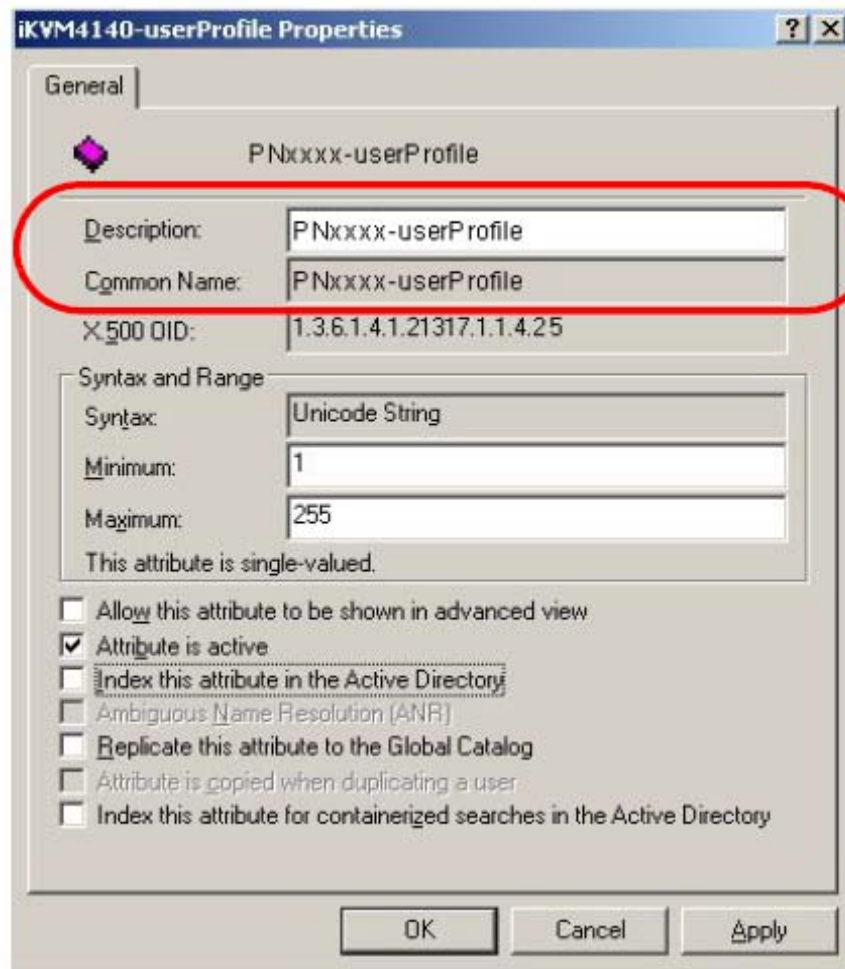 iKVM4140-userProfile Properties
General
PNxxxx-userProfile
Description: PNxxxx-userProfile
Common Name: PNxxxx-userProfile
X.500 OID: 1.3.6.1.4.1.21317.1.1.4.25
Syntax and Range
Syntax: Unicode String
Minimum: 1
Maximum: 255
This attribute is single-valued.
Allow this attribute to be shown in advanced view
Attribute is active
Index this attribute in the Active Directory
Ambiguous Name Resolution (ANR)
Replicate this attribute to the Global Catalog
Attribute is copied when duplicating a user
Index this attribute for containerized searches in the Active Directory
OK Cancel Apply